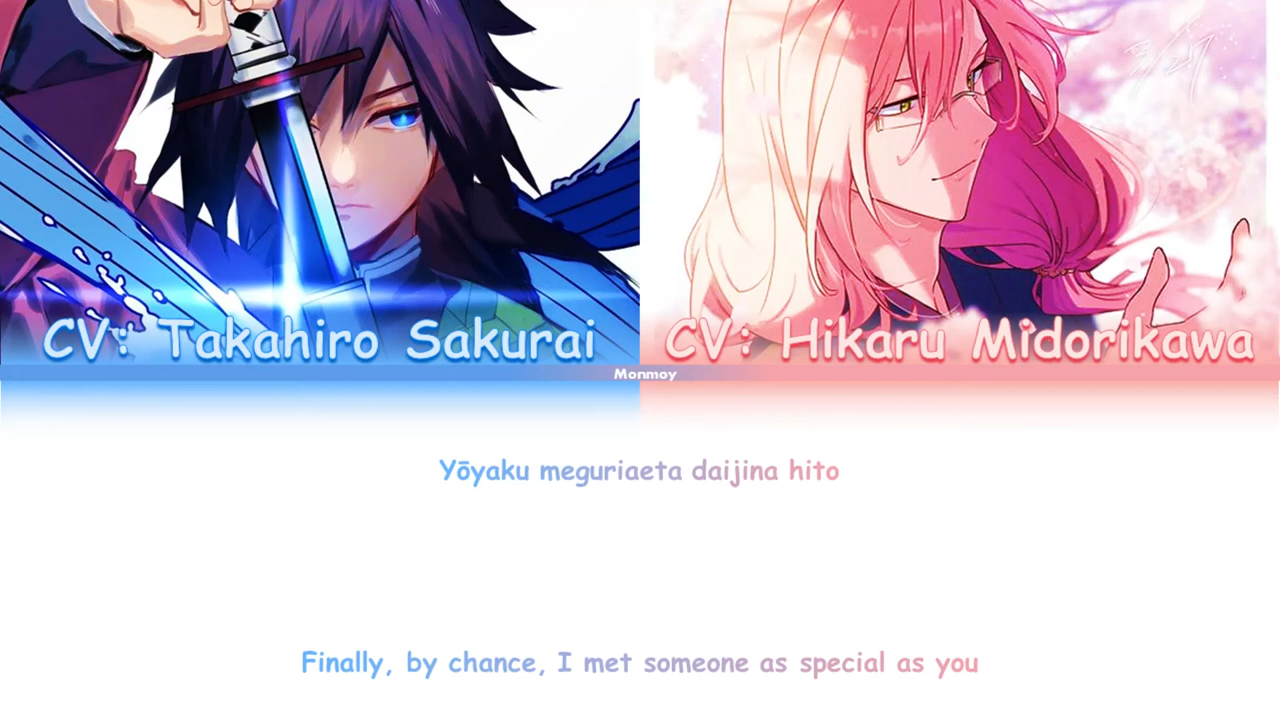 CV: Takahiro Sakurai
CV: Hikaru Midorikawa
Monmoy
Yōyaku meguriaeta daijina hito
Finally, by chance, I met someone as special as you